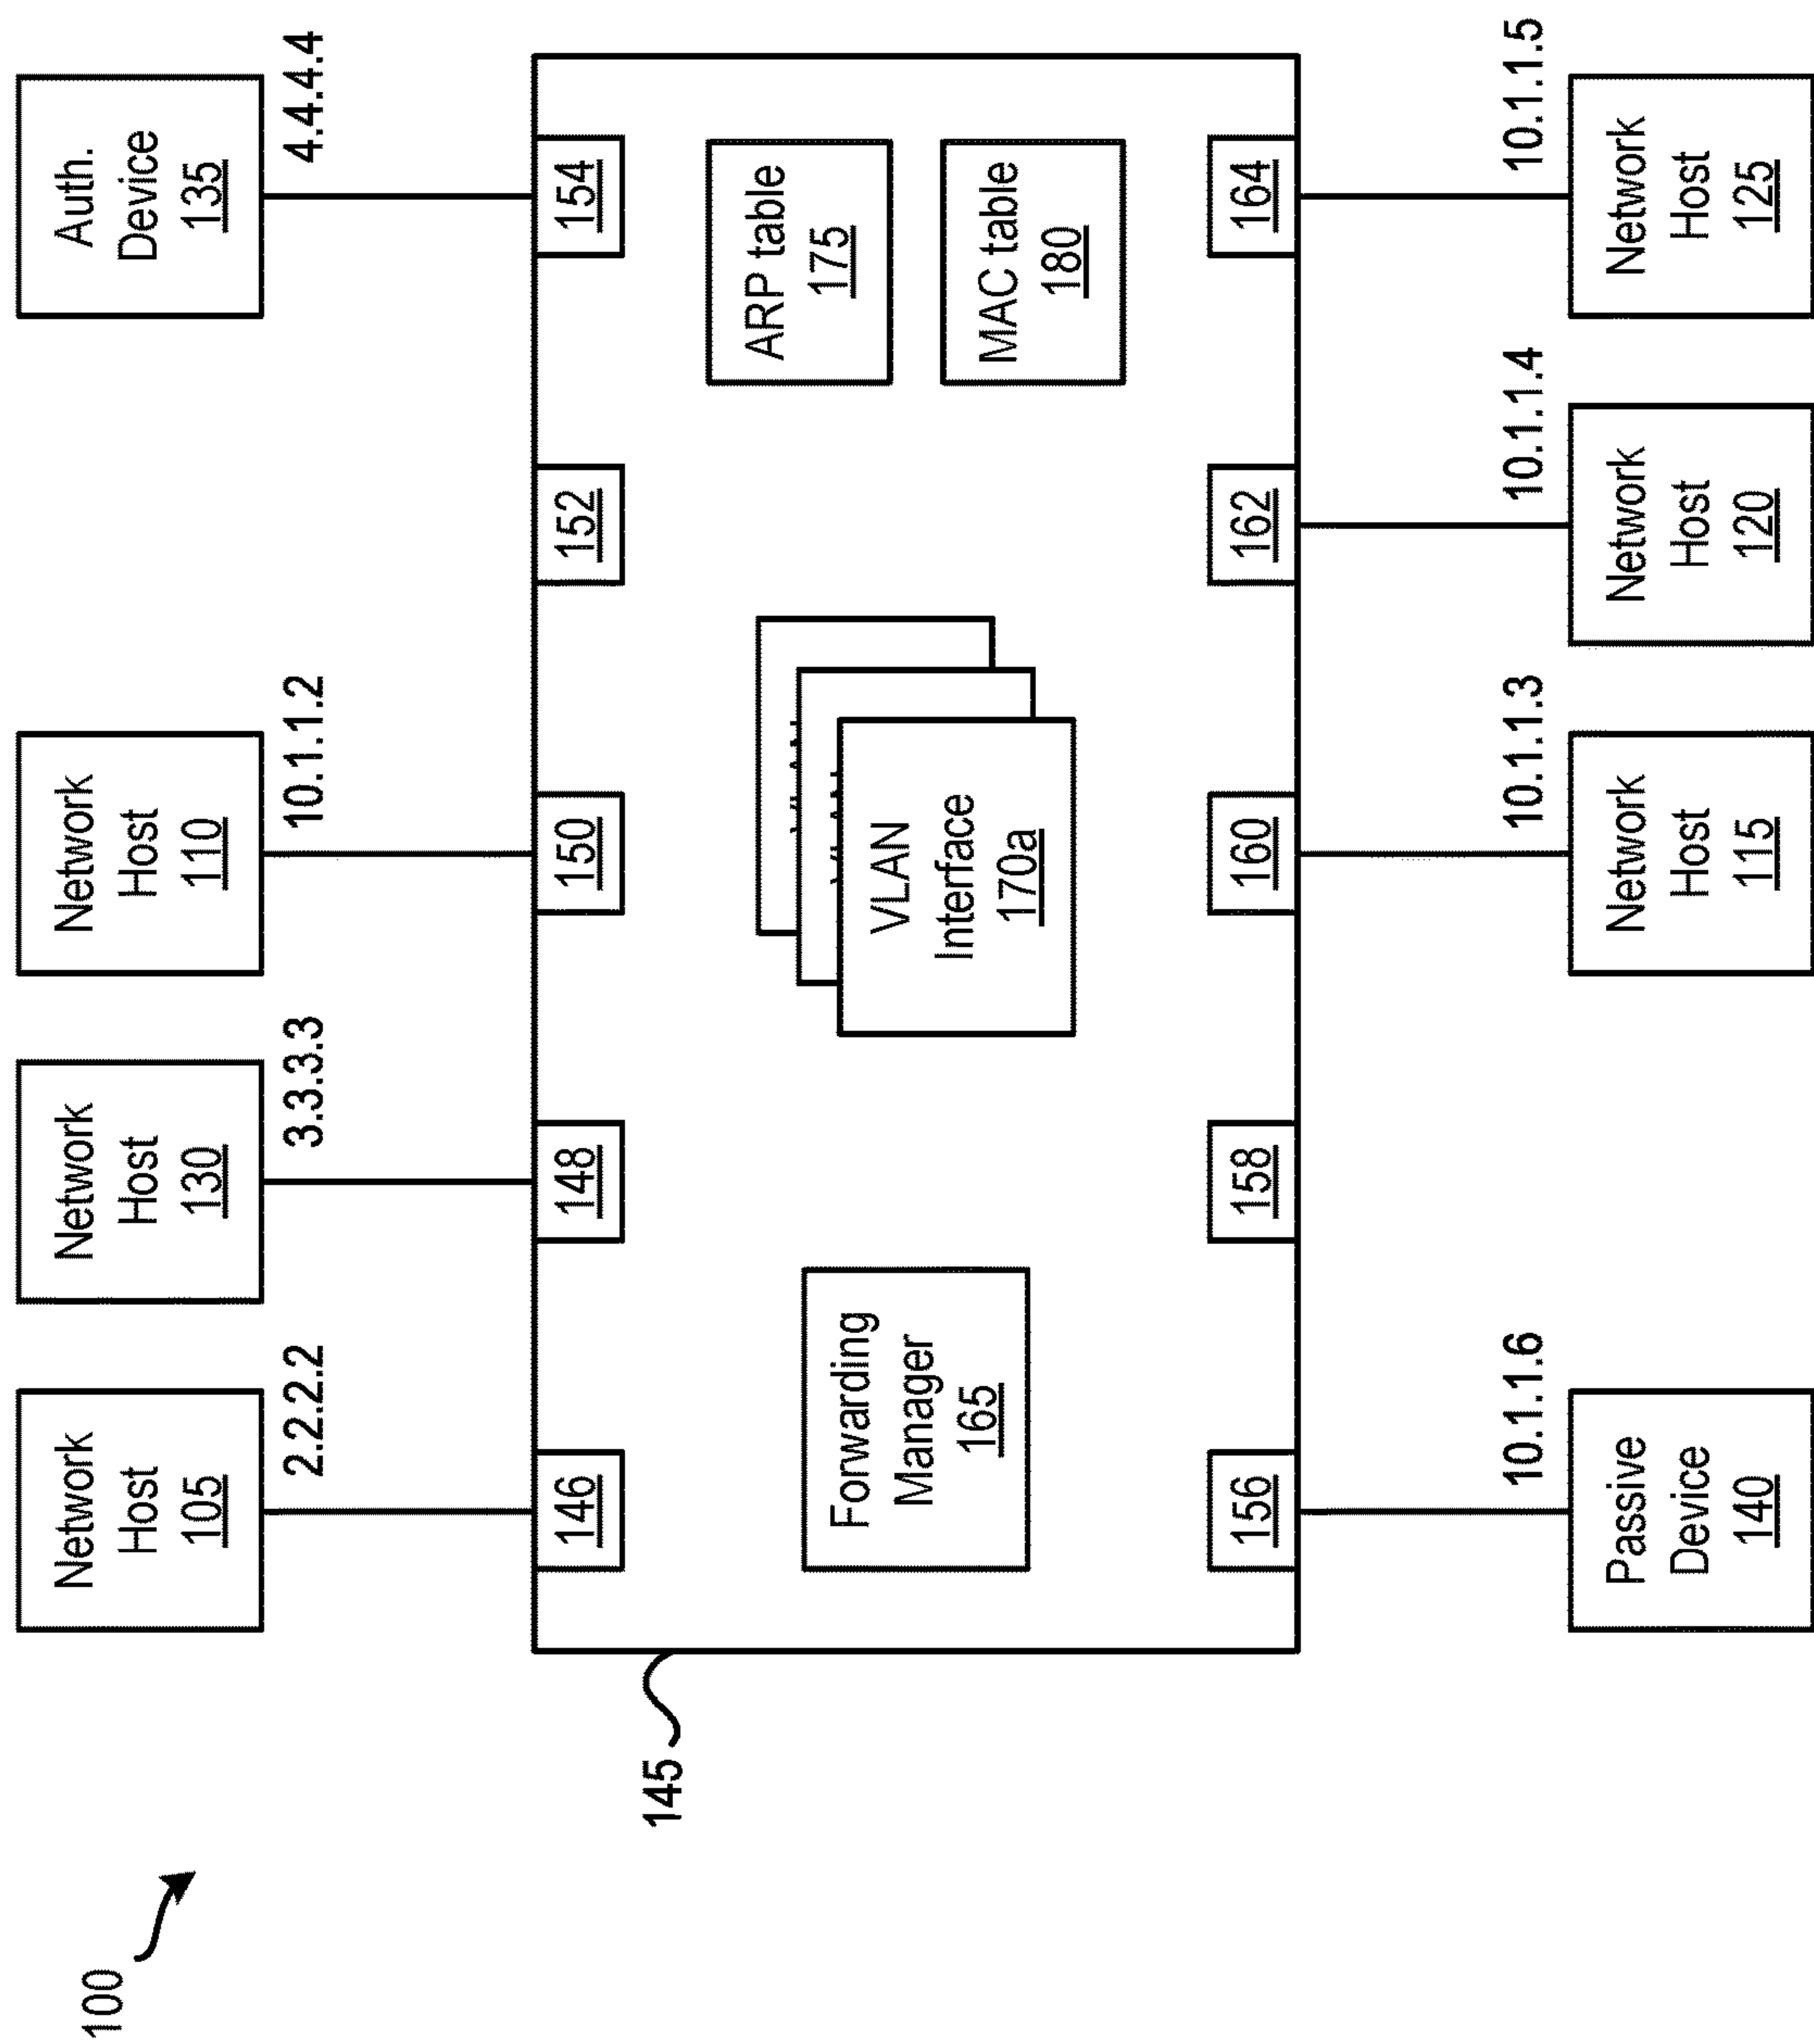 100
145
Network
Host
105
2.2.2.2
Network
Host
130
3.3.3.3
Network
Host
110
10.1.1.2
Auth.
Device
135
4.4.4.4
146
148
150
152
154
Forwarding
Manager
165
VLAN
Interface
170a
ARP table
175
MAC table
180
156
158
160
162
164
10.1.1.6
Passive
Device
140
10.1.1.3
Network
Host
115
10.1.1.4
Network
Host
120
10.1.1.5
Network
Host
125